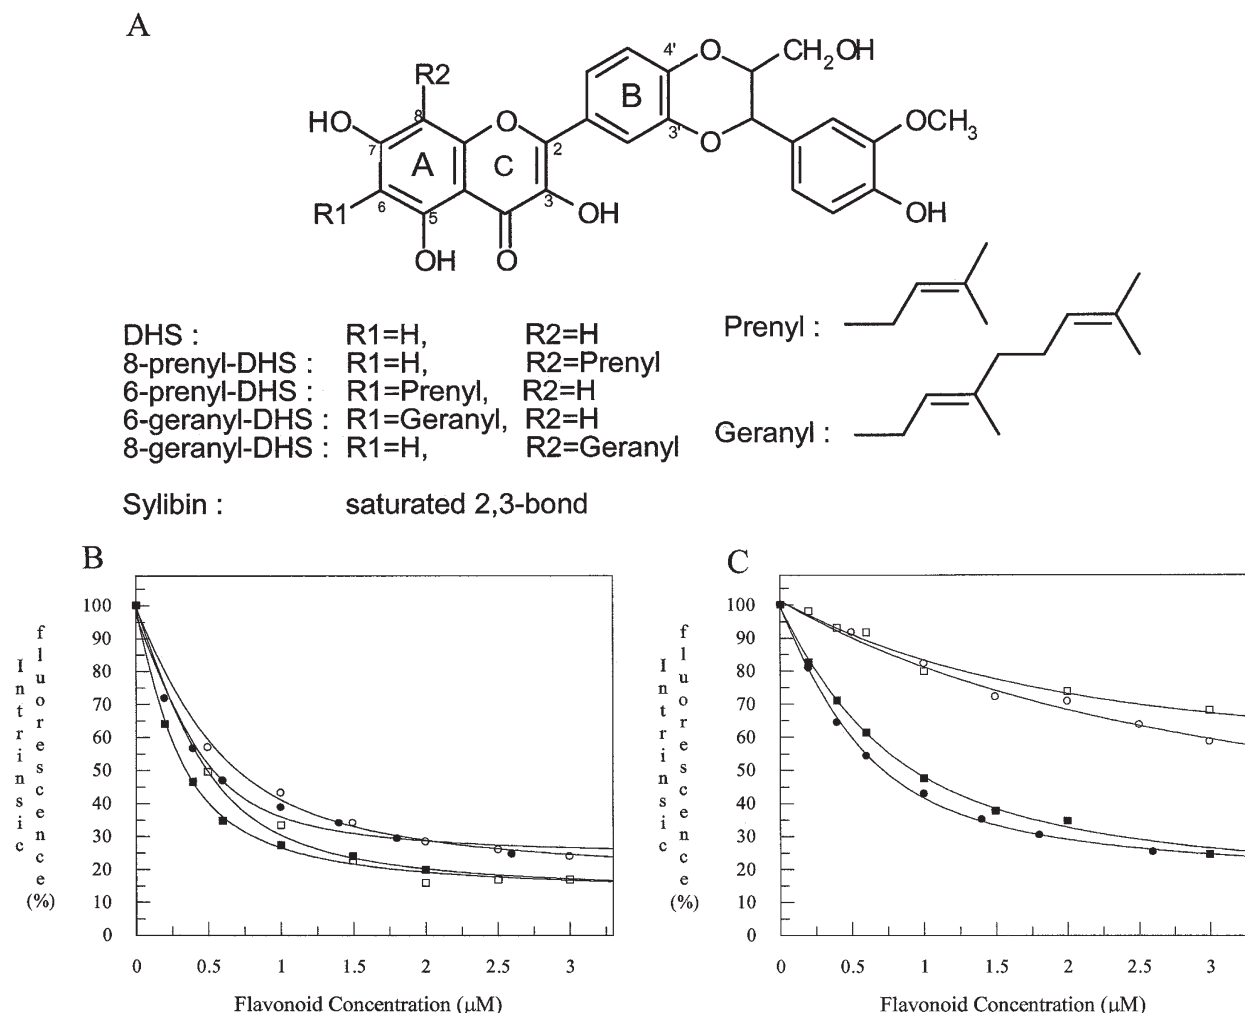 A
R2
CH2OH
O
4'
B
8
HO
O
3'
O
OCH3
7
2
A
C
R1
6
5
3
OH
OH
OH
O
Prenyl :
DHS : R1=H, R2=H
8-prenyl-DHS : R1=H, R2=Prenyl
6-prenyl-DHS : R1=Prenyl, R2=H
6-geranyl-DHS : R1=Geranyl, R2=H
8-geranyl-DHS : R1=H, R2=Geranyl
Geranyl :
Sylibin : saturated 2,3-bond
B
Intrinsic
fluorescence
(%)
100
90
80
70
60
50
40
30
20
10
0
0 0.5 1 1.5 2 2.5 3
Flavonoid Concentration (μM)
C
Intrinsic
fluorescence
(%)
100
90
80
70
60
50
40
30
20
10
0
0 0.5 1 1.5 2 2.5 3
Flavonoid Concentration (μM)